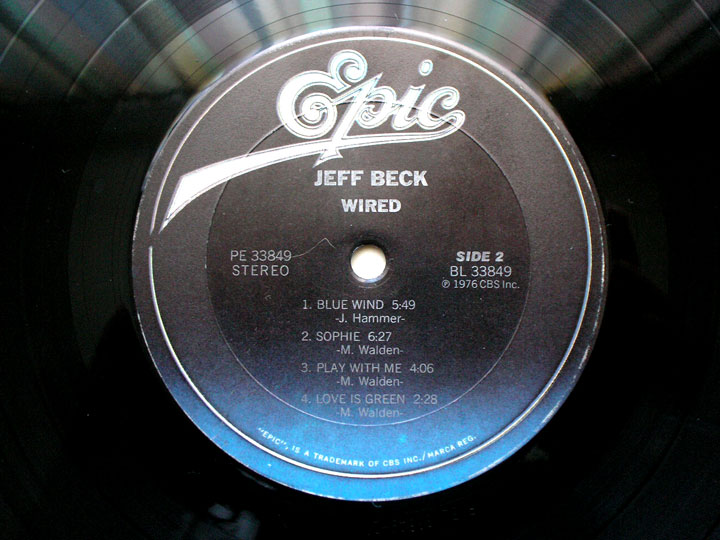 Epic
JEFF BECK
WIRED
PE 33849
STEREO
SIDE 2
BL 33849
℗ 1976 CBS Inc.
1. BLUE WIND 5:49
-J. Hammer-
2. SOPHIE 6:27
-M. Walden-
3. PLAY WITH ME 4:06
-M. Walden-
4. LOVE IS GREEN 2:28
-M. Walden-
"EPIC", IS A TRADEMARK OF CBS INC./MARCA REG.